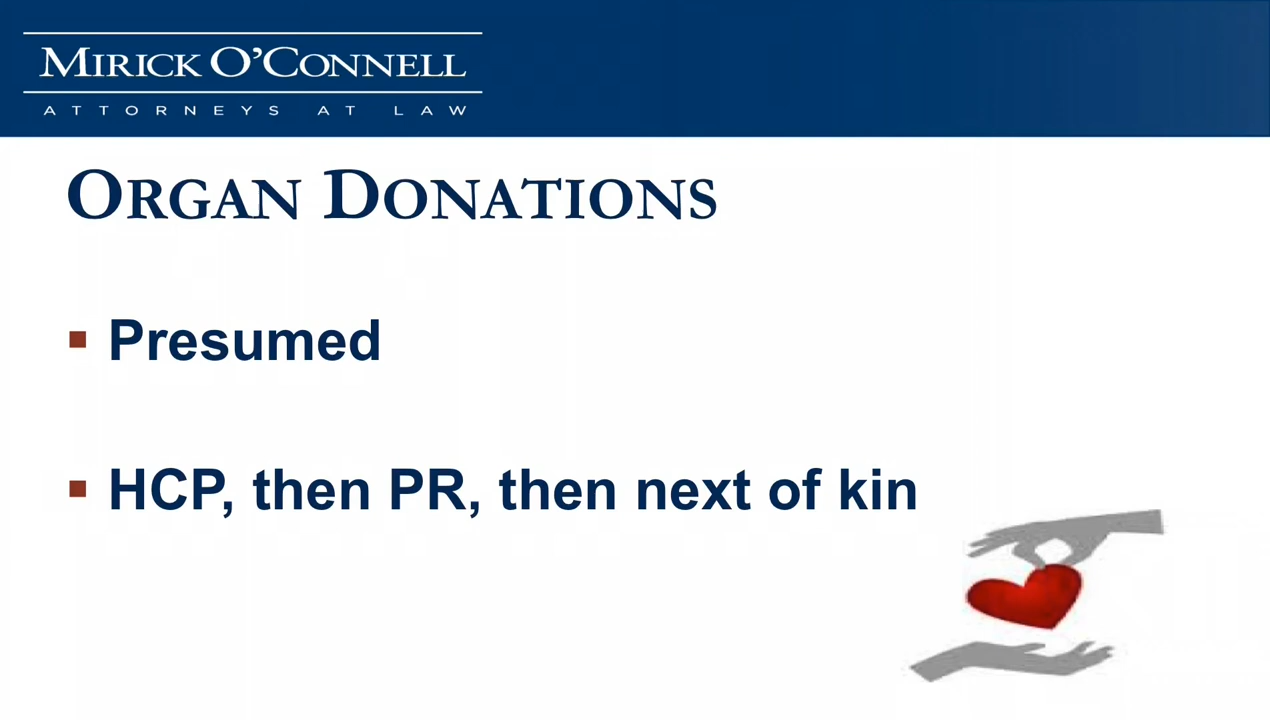 MIRICK O'CONNELL
ATTORNEYS AT LAW
ORGAN DONATIONS
▪ Presumed
▪ HCP, then PR, then next of kin